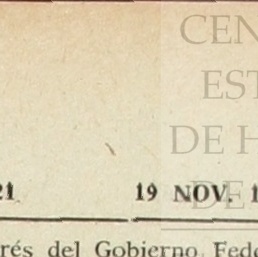 CEN
EST
DE H
DE
21 19 NOV. 1
rés del Gobierno Fede